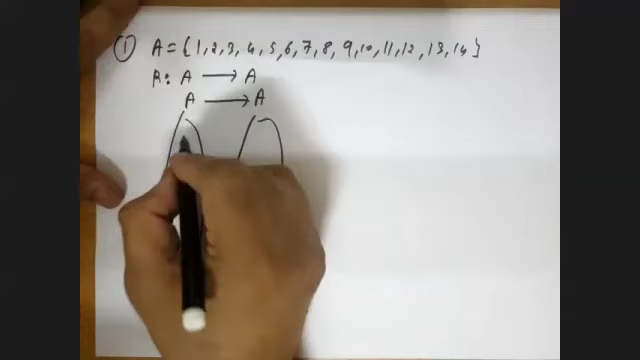 ① A = {1,2,3,4,5,6,7,8,9,10,11,12,13,14}
R: A → A
A → A